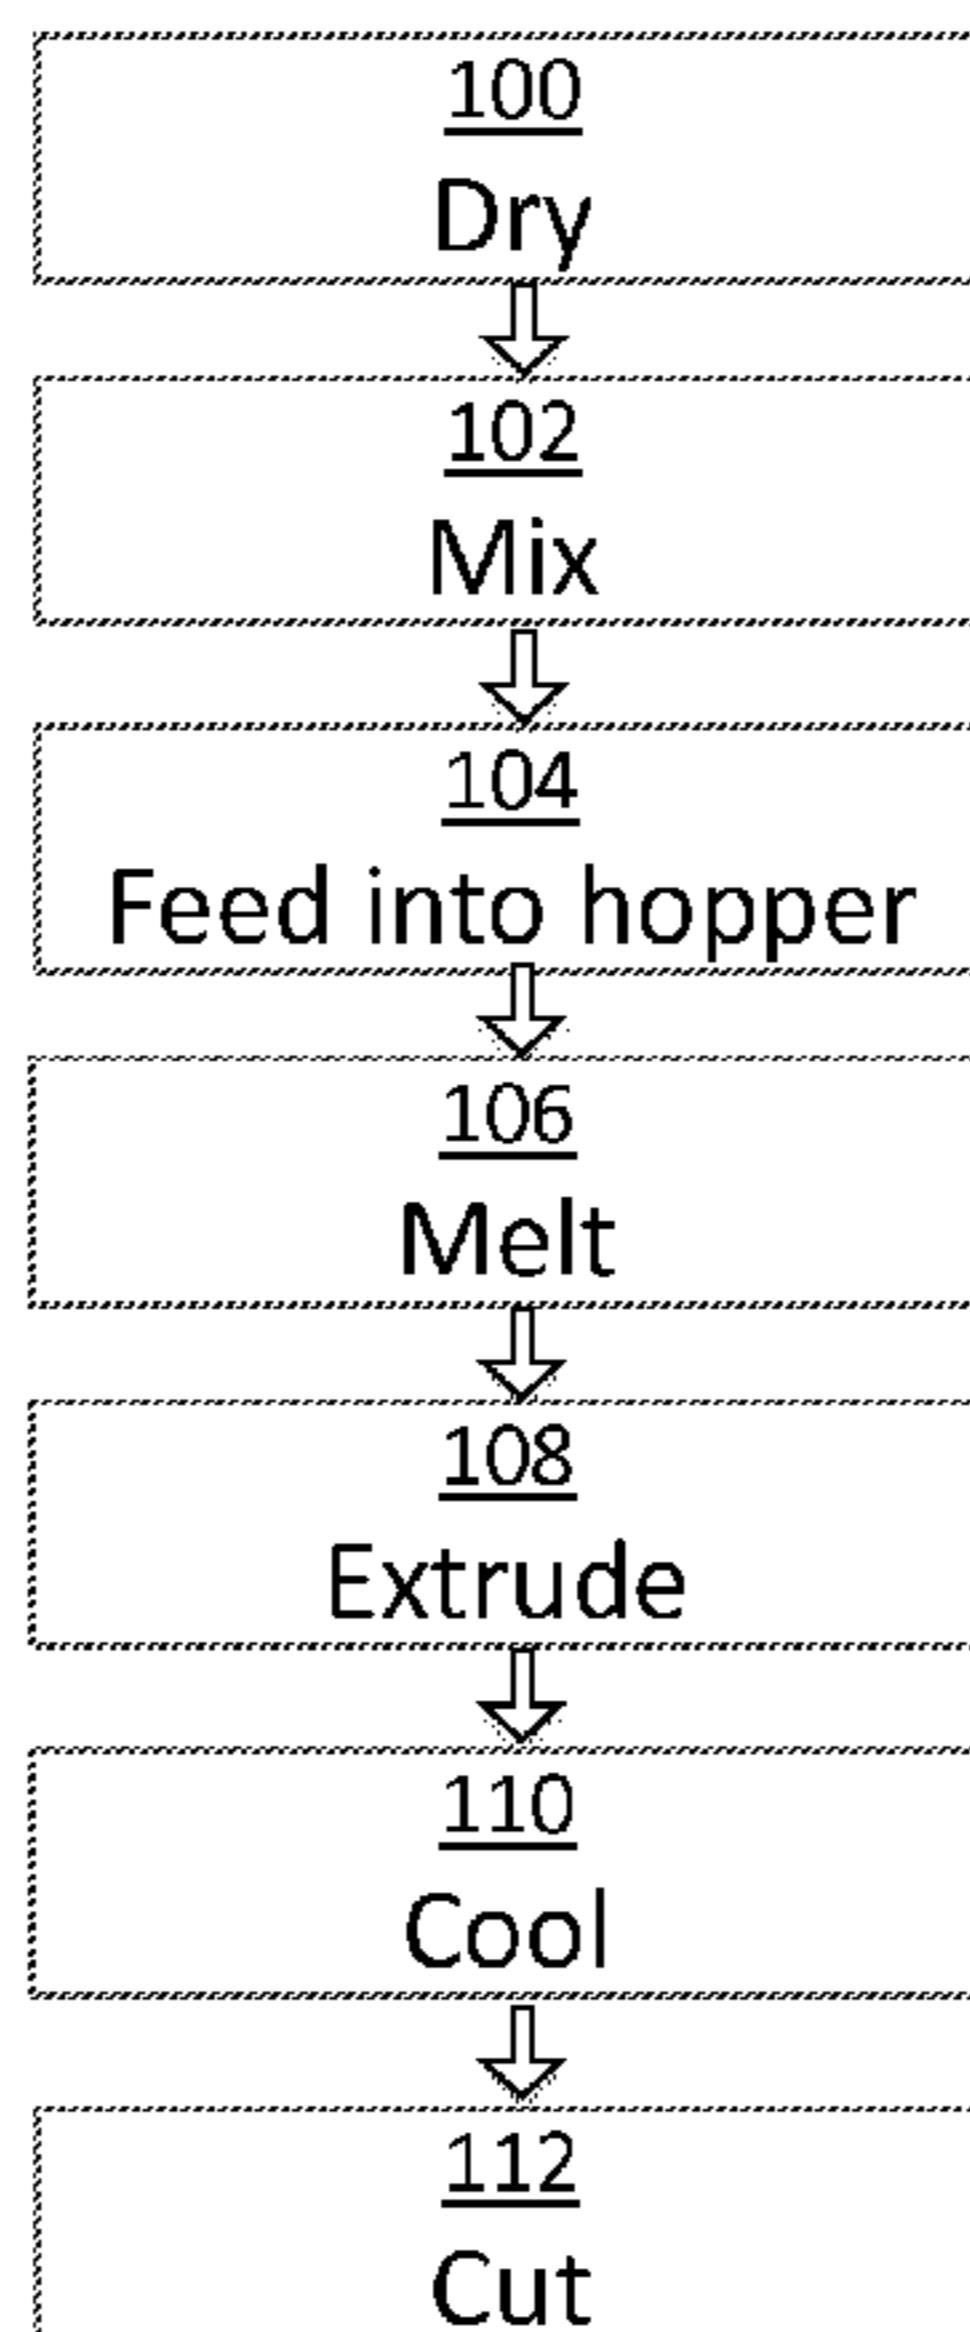 100
Dry
102
Mix
104
Feed into hopper
106
Melt
108
Extrude
110
Cool
112
Cut